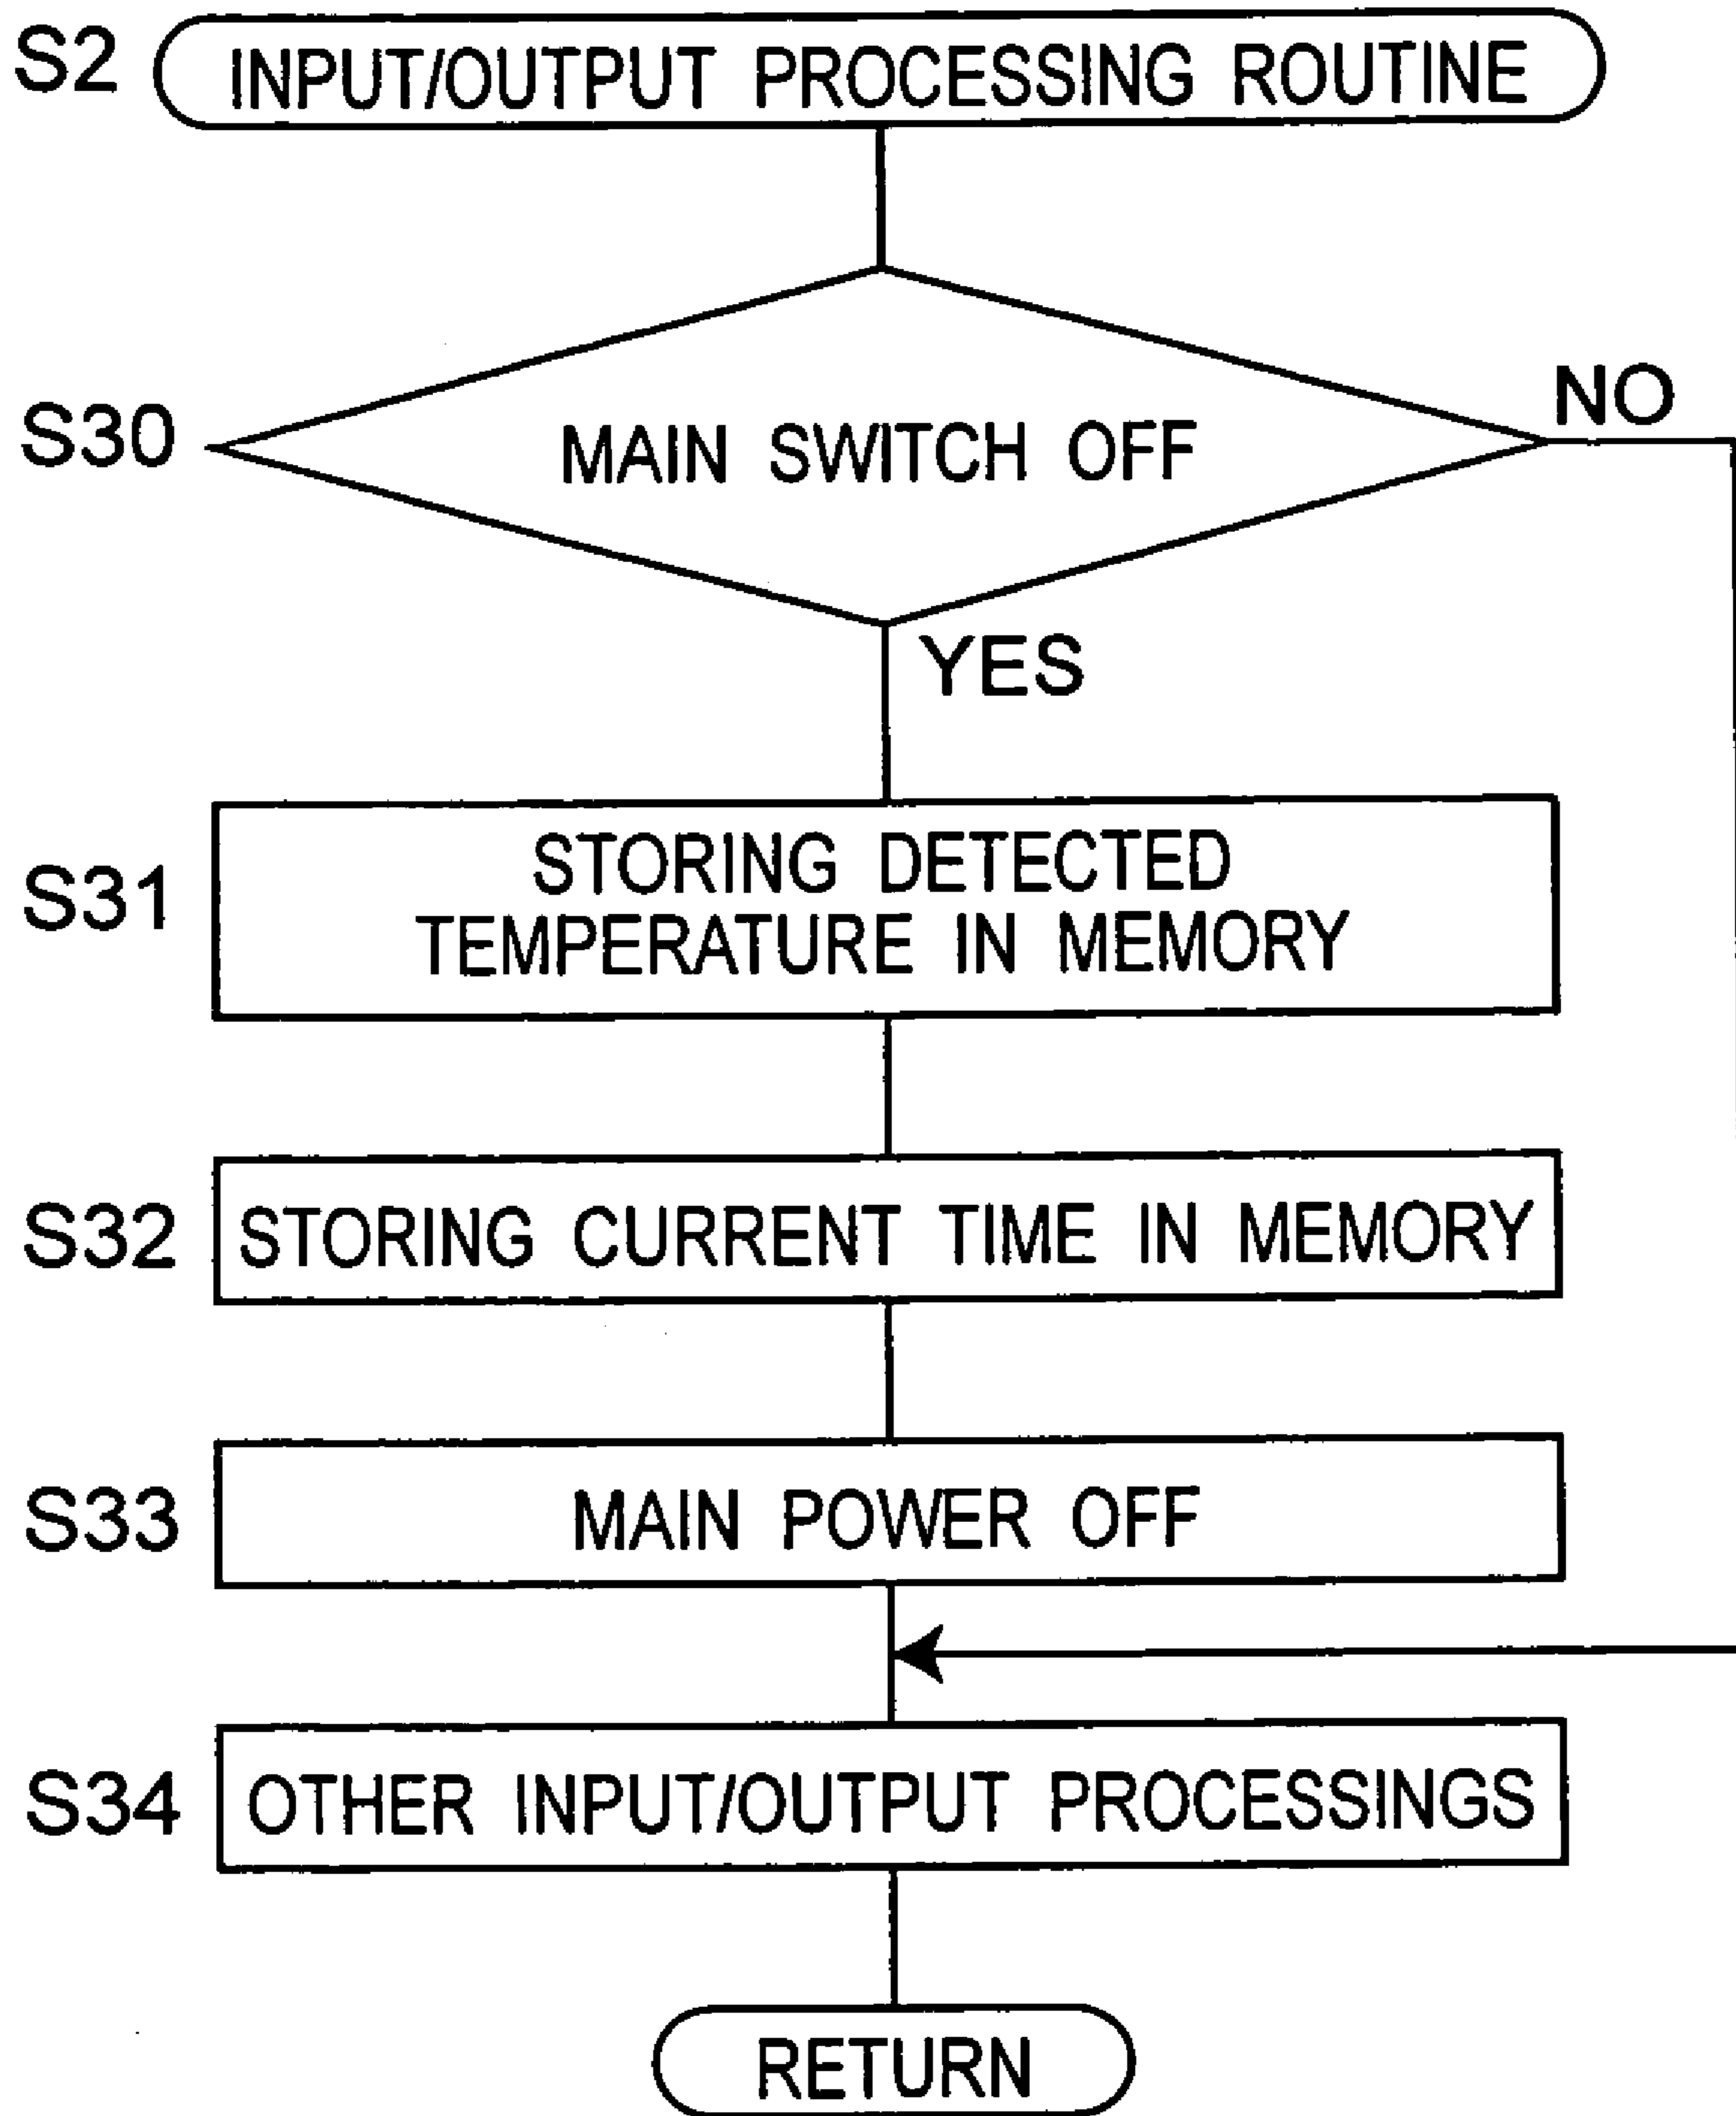 S2 INPUT/OUTPUT PROCESSING ROUTINE
S30 MAIN SWITCH OFF NO
YES
S31 STORING DETECTED
TEMPERATURE IN MEMORY
S32 STORING CURRENT TIME IN MEMORY
S33 MAIN POWER OFF
S34 OTHER INPUT/OUTPUT PROCESSINGS
RETURN